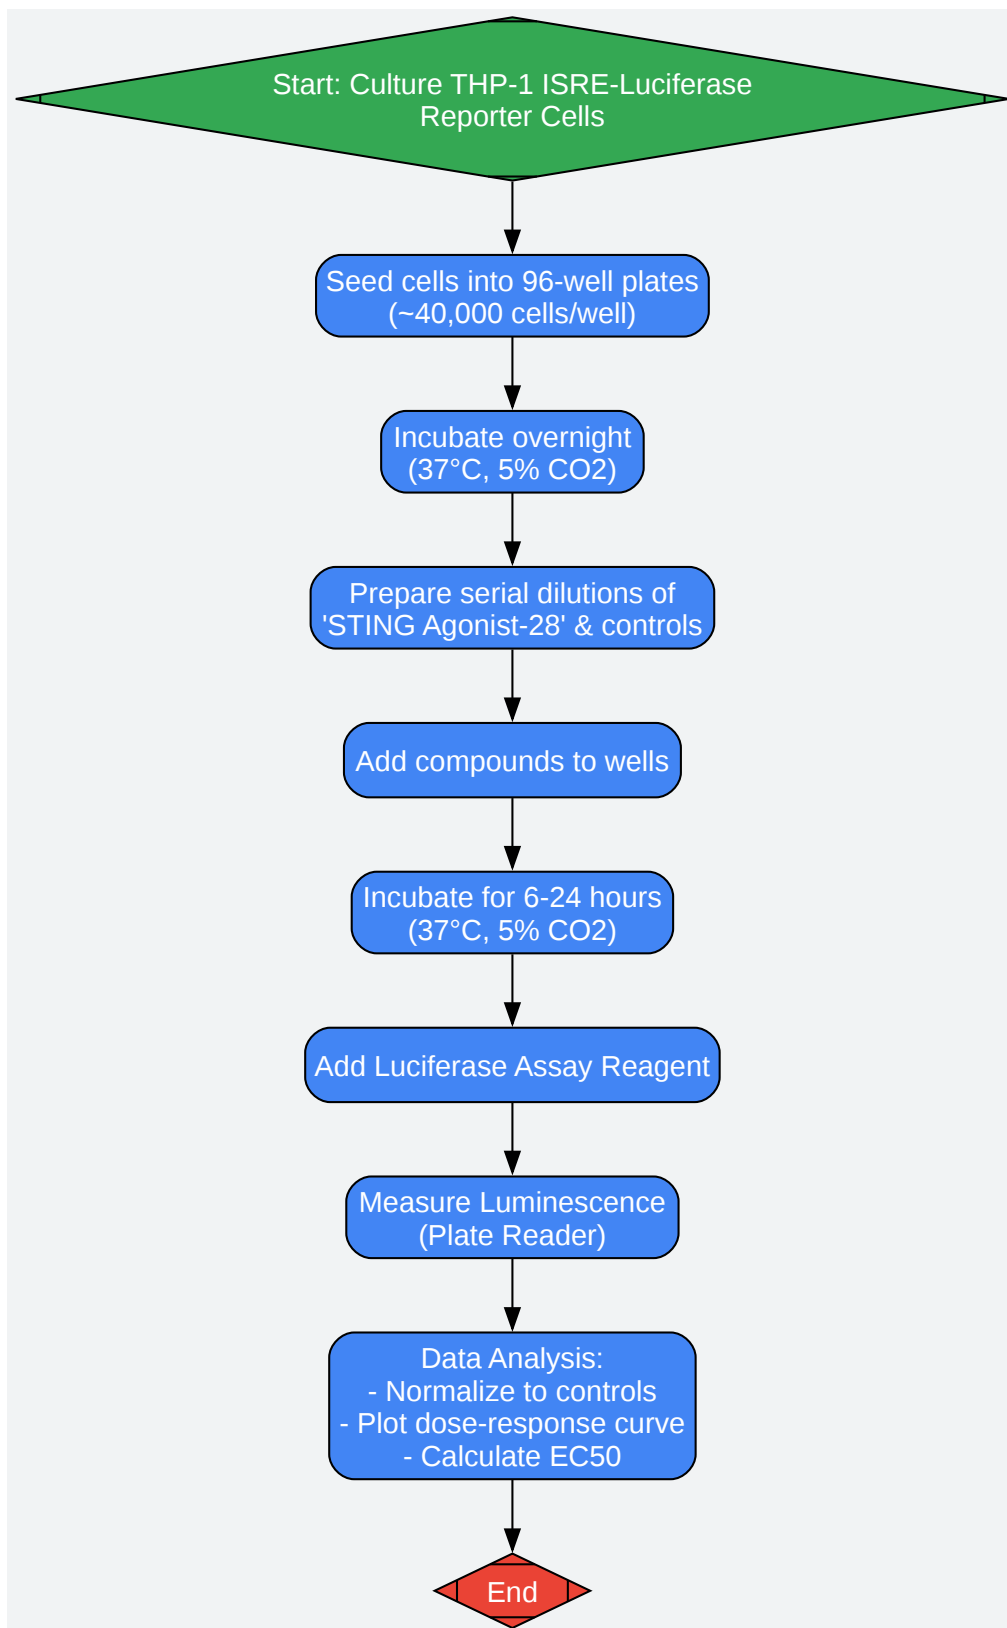 Start: Culture THP-1 ISRE-Luciferase
Reporter Cells
Seed cells into 96-well plates
(~40,000 cells/well)
Incubate overnight
(37°C, 5% CO2)
Prepare serial dilutions of
'STING Agonist-28' & controls
Add compounds to wells
Incubate for 6-24 hours
(37°C, 5% CO2)
Add Luciferase Assay Reagent
Measure Luminescence
(Plate Reader)
Data Analysis:
- Normalize to controls
- Plot dose-response curve
- Calculate EC50
End